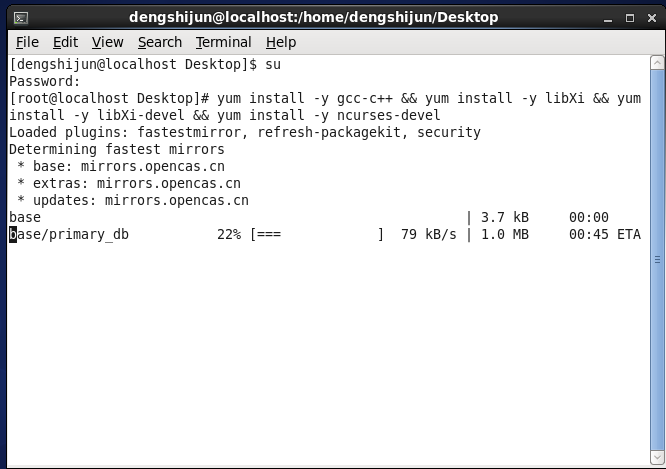 dengshijun@localhost:/home/dengshijun/Desktop
File Edit View Search Terminal Help
[dengshijun@localhost Desktop]$ su
Password:
[root@localhost Desktop]# yum install -y gcc-c++ && yum install -y libXi && yum
install -y libXi-devel && yum install -y ncurses-devel
Loaded plugins: fastestmirror, refresh-packagekit, security
Determining fastest mirrors
 * base: mirrors.opencas.cn
 * extras: mirrors.opencas.cn
 * updates: mirrors.opencas.cn
base                                                     | 3.7 kB     00:00
base/primary_db           22% [===            ]  79 kB/s | 1.0 MB     00:45 ETA